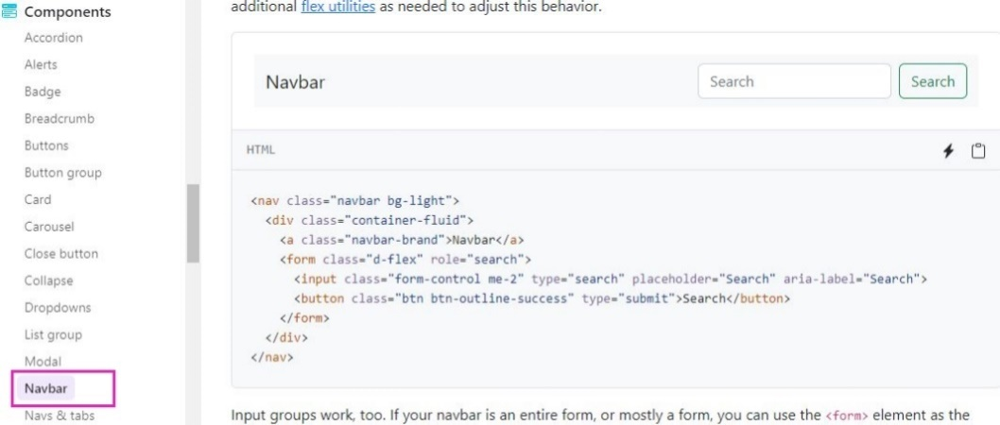 Components
Accordion
Alerts
Badge
Breadcrumb
Buttons
Button group
Card
Carousel
Close button
Collapse
Dropdowns
List group
Modal
Navbar
Navs & tabs
additional flex utilities as needed to adjust this behavior.
Navbar
Search
Search
HTML
<nav class="navbar bg-light">
  <div class="container-fluid">
    <a class="navbar-brand">Navbar</a>
    <form class="d-flex" role="search">
      <input class="form-control me-2" type="search" placeholder="Search" aria-label="Search">
      <button class="btn btn-outline-success" type="submit">Search</button>
    </form>
  </div>
</nav>
Input groups work, too. If your navbar is an entire form, or mostly a form, you can use the <form> element as the